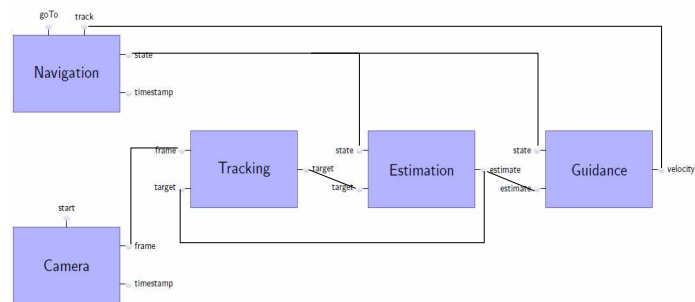 goTo
track
Navigation
state
timestamp
frame
Tracking
target
target
state
Estimation
estimate
target
state
Guidance
velocity
estimate
start
Camera
frame
timestamp